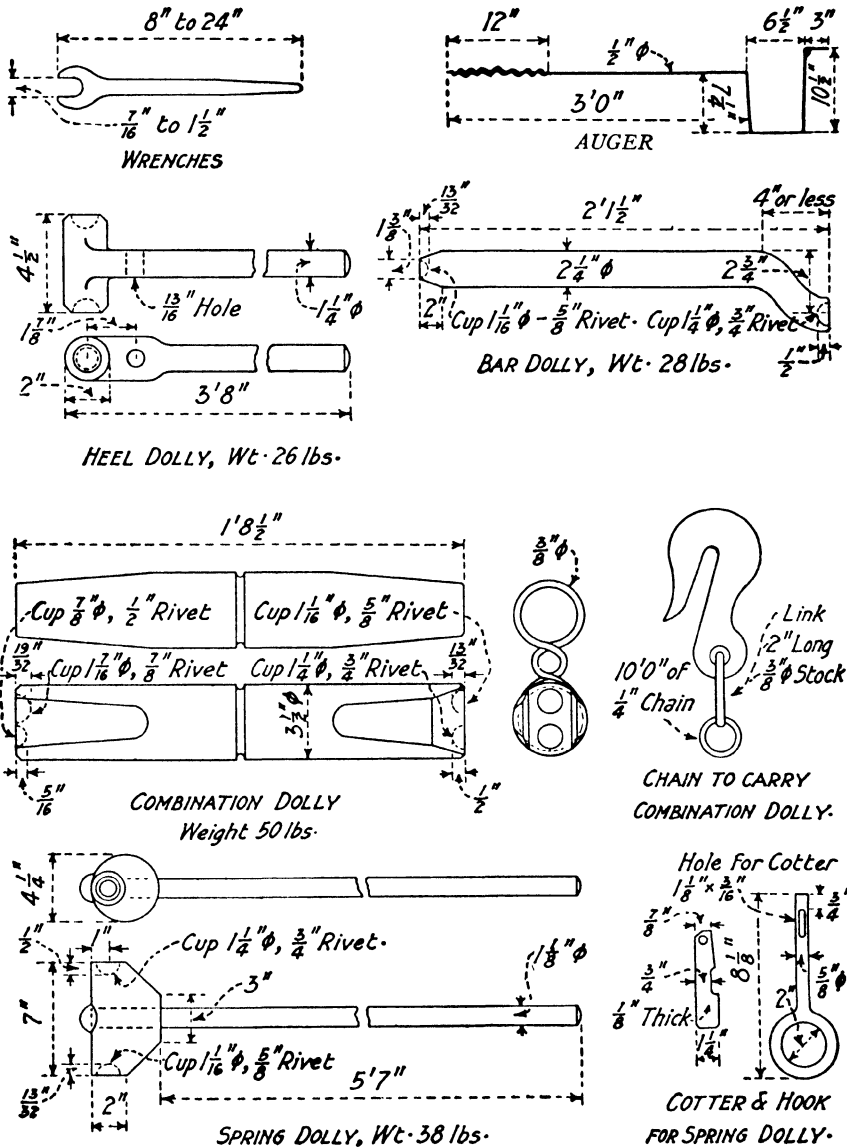 8" to 24"
7/16" to 1 1/2"
WRENCHES
12"
1/2" φ
6 1/2" 3"
3'0"
7 1/4"
10 1/2"
AUGER
4 1/2"
13/16" Hole
1 1/4" φ
1 7/8"
2"
3'8"
HEEL DOLLY, Wt. 26 lbs.
13/32"
1 3/8"
2' 1 1/2"
4" or less
2 1/4" φ
2 3/4"
2"
Cup 1 1/16" φ - 5/8" Rivet. Cup 1 1/4" φ, 3/4" Rivet
1/2"
BAR DOLLY, Wt. 28 lbs.
1' 8 1/2"
Cup 7/8" φ, 1/2" Rivet
Cup 1 1/16" φ, 5/8" Rivet
19/32"
Cup 1 7/16" φ, 7/8" Rivet
Cup 1 1/4" φ, 3/4" Rivet
13/32"
3 1/2" φ
5/16"
1/2"
COMBINATION DOLLY
Weight 50 lbs.
3/8" φ
Link
2" Long
3/8" φ Stock
10'0" of
1/4" Chain
CHAIN TO CARRY
COMBINATION DOLLY.
4 1/4"
1/2"
1"
Cup 1 1/4" φ, 3/4" Rivet.
7"
3"
1 1/8" φ
Cup 1 1/16" φ, 5/8" Rivet
13/32"
2"
5'7"
SPRING DOLLY, Wt. 38 lbs.
Hole for Cotter
1 1/8" x 3/16"
3/4"
7/8"
8 1/8"
3/4"
5/8" φ
2"
1/8" Thick
1 1/4"
COTTER & HOOK
FOR SPRING DOLLY.